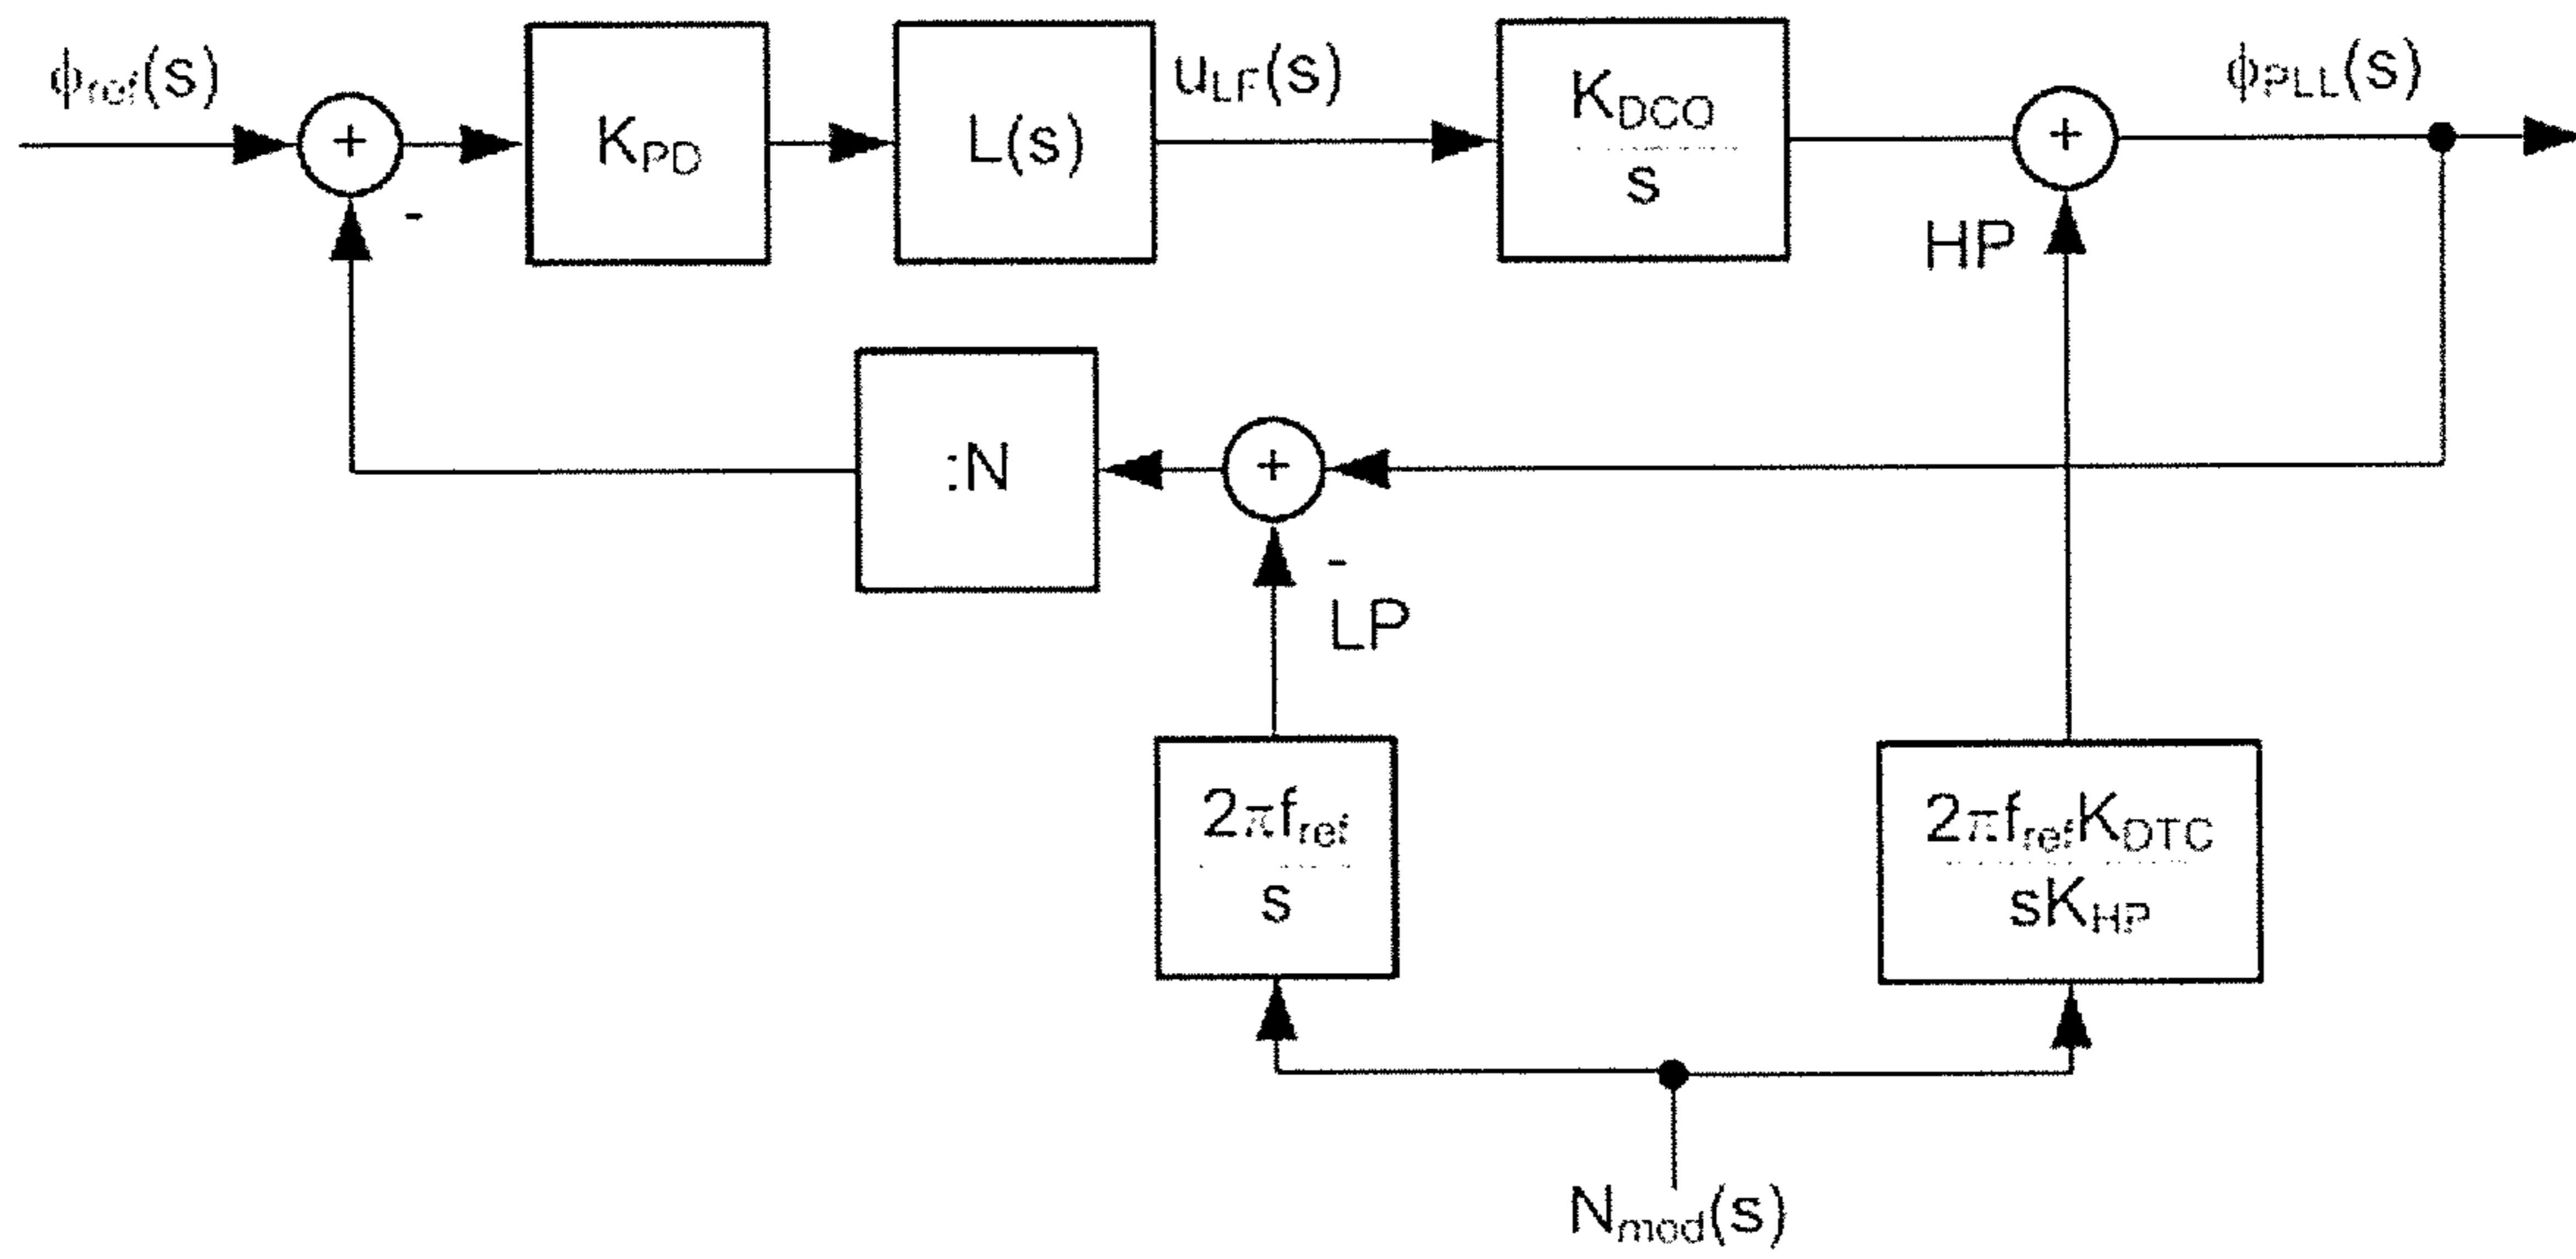 ϕref(s)
+
-
KPD
L(s)
uLF(s)
KDCO
s
+
HP
ϕPLL(s)
:N
+
-
LP
2πfref
s
2πfrefKDTC
sKHP
Nmod(s)